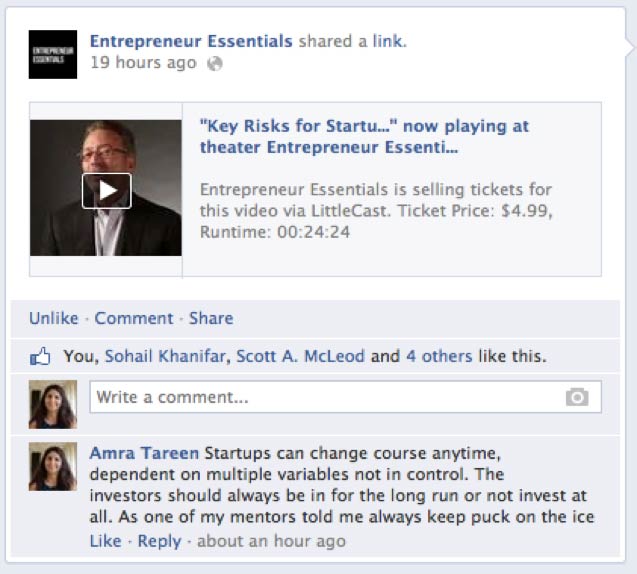 ENTREPRENEUR
ESSENTIALS
Entrepreneur Essentials shared a link.
19 hours ago
"Key Risks for Startu..." now playing at
theater Entrepreneur Essenti...
Entrepreneur Essentials is selling tickets for
this video via LittleCast. Ticket Price: $4.99,
Runtime: 00:24:24
Unlike · Comment · Share
You, Sohail Khanifar, Scott A. McLeod and 4 others like this.
Write a comment...
Amra Tareen Startups can change course anytime,
dependent on multiple variables not in control. The
investors should always be in for the long run or not invest at
all. As one of my mentors told me always keep puck on the ice
Like · Reply · about an hour ago